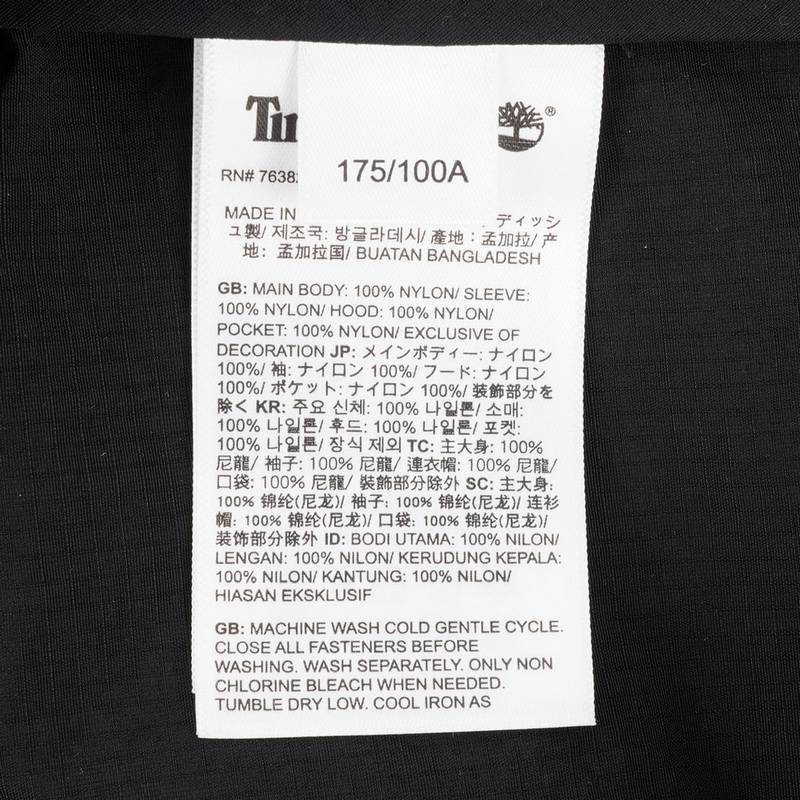 175/100A
RN#
MADE IN ディッシ
ュ製/ 제조국: 방글라데시/ 產地：孟加拉/ 产
地：孟加拉国/ BUATAN BANGLADESH
GB: MAIN BODY: 100% NYLON/ SLEEVE:
100% NYLON/ HOOD: 100% NYLON/
POCKET: 100% NYLON/ EXCLUSIVE OF
DECORATION JP: メインボディー: ナイロン
100%/ 袖: ナイロン 100%/ フード: ナイロン
100%/ ポケット: ナイロン 100%/ 装飾部分を
除く KR: 주요 신체: 100% 나일론/ 소매:
100% 나일론/ 후드: 100% 나일론/ 포켓:
100% 나일론/ 장식 제외 TC: 主大身: 100%
尼龍/ 袖子: 100% 尼龍/ 連衣帽: 100% 尼龍/
口袋: 100% 尼龍/ 裝飾部分除外 SC: 主大身:
100% 锦纶(尼龙)/ 袖子: 100% 锦纶(尼龙)/ 连衫
帽: 100% 锦纶(尼龙)/ 口袋: 100% 锦纶(尼龙)/
装饰部分除外 ID: BODI UTAMA: 100% NILON/
LENGAN: 100% NILON/ KERUDUNG KEPALA:
100% NILON/ KANTUNG: 100% NILON/
HIASAN EKSKLUSIF
GB: MACHINE WASH COLD GENTLE CYCLE.
CLOSE ALL FASTENERS BEFORE
WASHING. WASH SEPARATELY. ONLY NON
CHLORINE BLEACH WHEN NEEDED.
TUMBLE DRY LOW. COOL IRON AS